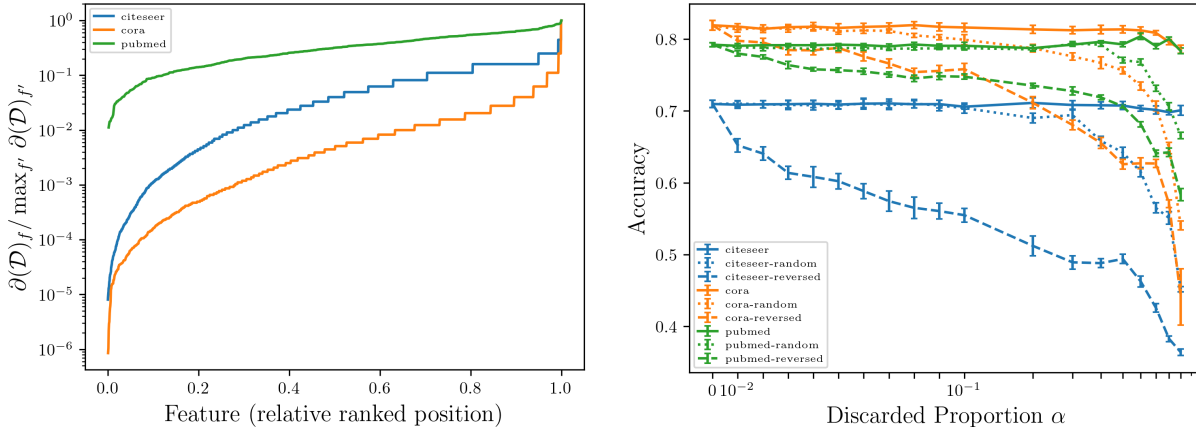 ∂(𝒟)_f / max_{f'} ∂(𝒟)_{f'}
10^0
10^{-1}
10^{-2}
10^{-3}
10^{-4}
10^{-5}
10^{-6}
citeseer
cora
pubmed
0.0 0.2 0.4 0.6 0.8 1.0
Feature (relative ranked position)
Accuracy
0.8
0.7
0.6
0.5
0.4
citeseer
citeseer-random
citeseer-reversed
cora
cora-random
cora-reversed
pubmed
pubmed-random
pubmed-reversed
0 10^{-2} 10^{-1}
Discarded Proportion α